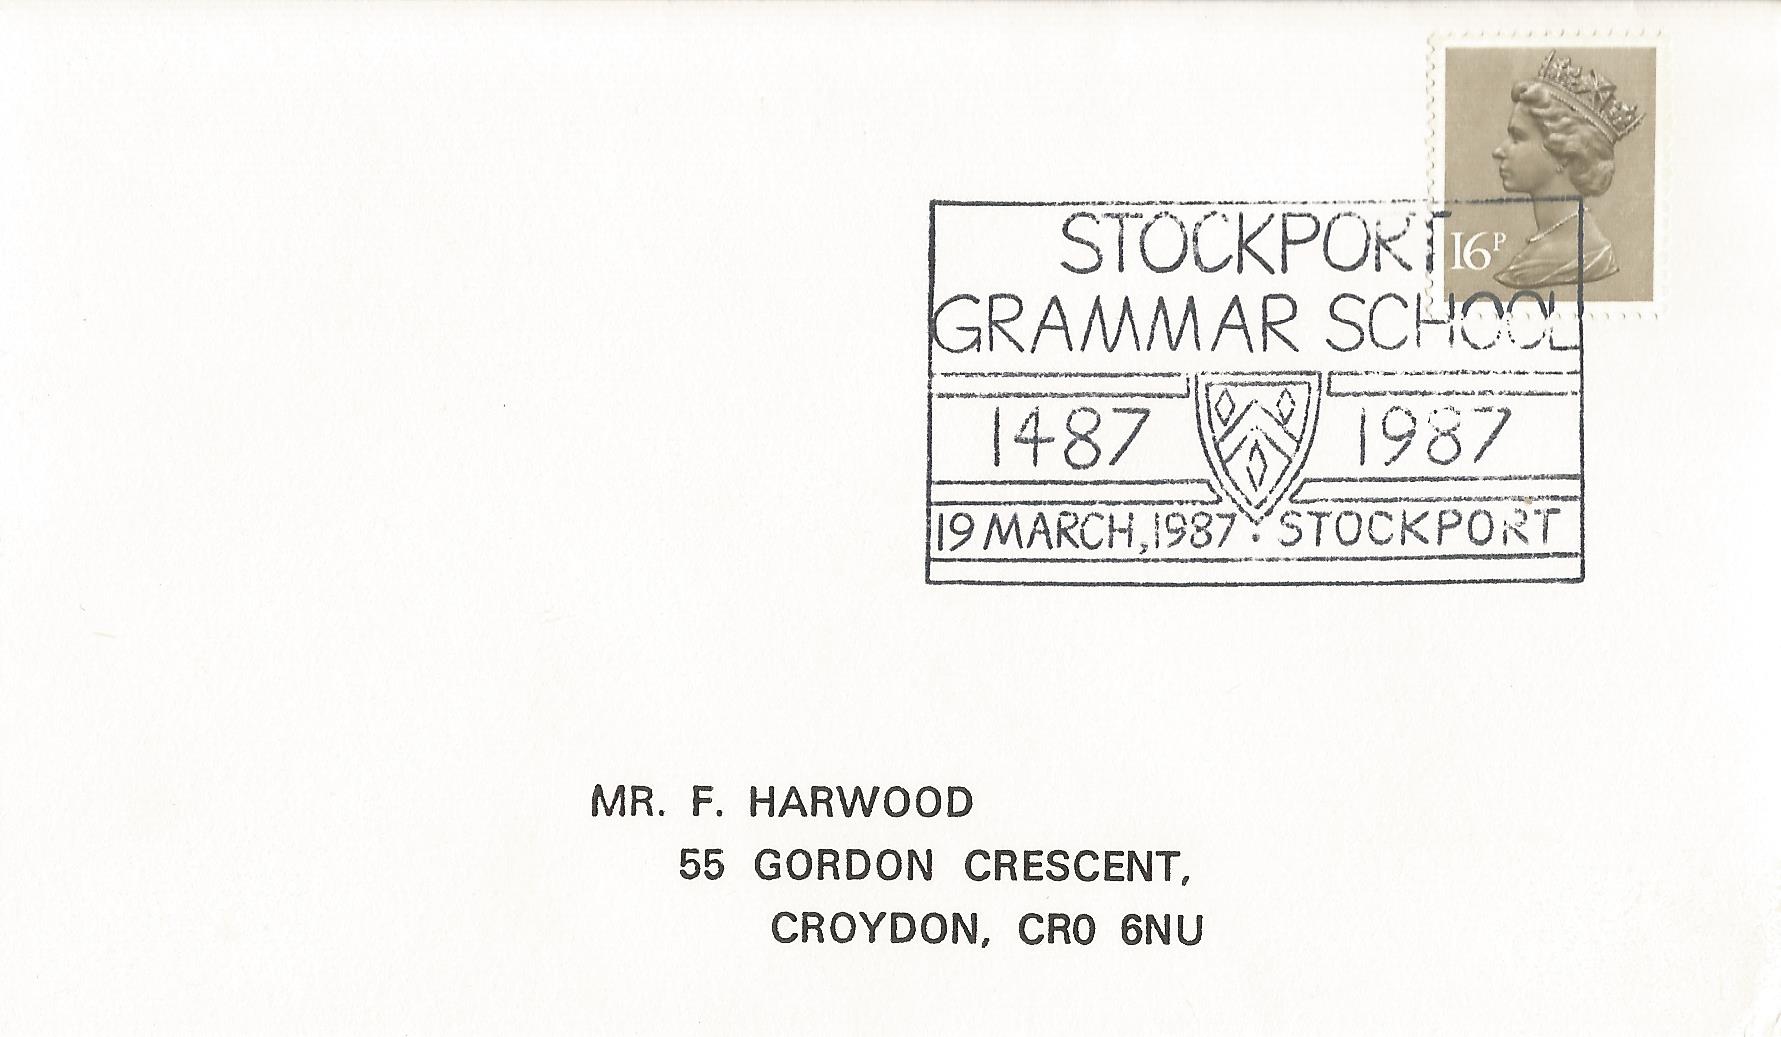 16P
STOCKPORT
GRAMMAR SCHOOL
1487 1987
19 MARCH, 1987 · STOCKPORT
MR. F. HARWOOD
55 GORDON CRESCENT,
CROYDON, CR0 6NU